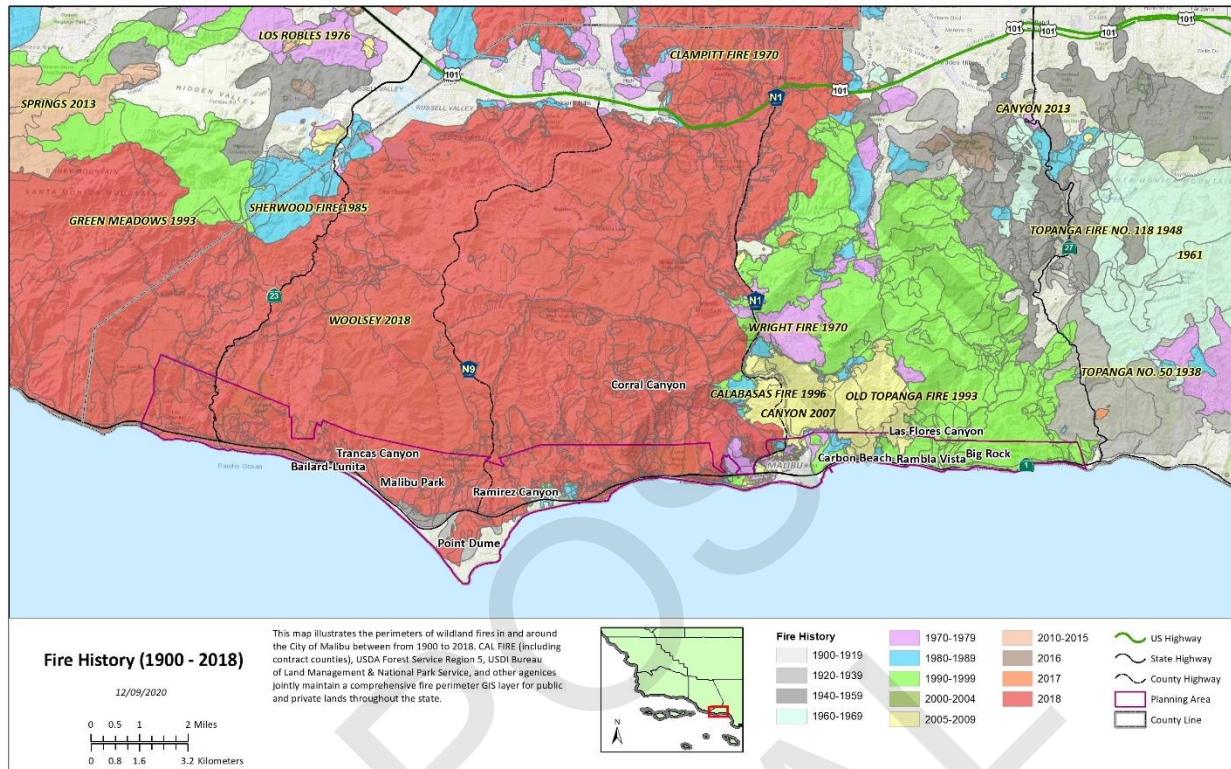 LOS ROBLES 1976
CLAMPITT FIRE 1970
101
101
101
101
101
SPRINGS 2013
HIDDEN VALLEY
RUSSELL VALLEY
N1
CANYON 2013
GREEN MEADOWS 1993
SHERWOOD FIRE 1985
TOPANGA FIRE NO. 118 1948
27
1961
23
N1
WOOLSEY 2018
WRIGHT FIRE 1970
N9
Corral Canyon
CALABASAS FIRE 1996
OLD TOPANGA FIRE 1993
TOPANGA NO. 50 1938
CANYON 2007
Las Flores Canyon
Trancas Canyon
Bailard-Lunita
Pacific Ocean
MALIBU
Carbon Beach
Rambla Vista
Big Rock
1
Malibu Park
Ramirez Canyon
Point Dume
Fire History (1900 - 2018)
12/09/2020
0 0.5 1 2 Miles
0 0.8 1.6 3.2 Kilometers
This map illustrates the perimeters of wildland fires in and around
the City of Malibu between from 1900 to 2018. CAL FIRE (including
contract counties), USDA Forest Service Region 5, USDI Bureau
of Land Management & National Park Service, and other agences
jointly maintain a comprehensive fire perimeter GIS layer for public
and private lands throughout the state.
N
Fire History
1900-1919
1920-1939
1940-1959
1960-1969
1970-1979
1980-1989
1990-1999
2000-2004
2005-2009
2010-2015
2016
2017
2018
US Highway
State Highway
County Highway
Planning Area
County Line